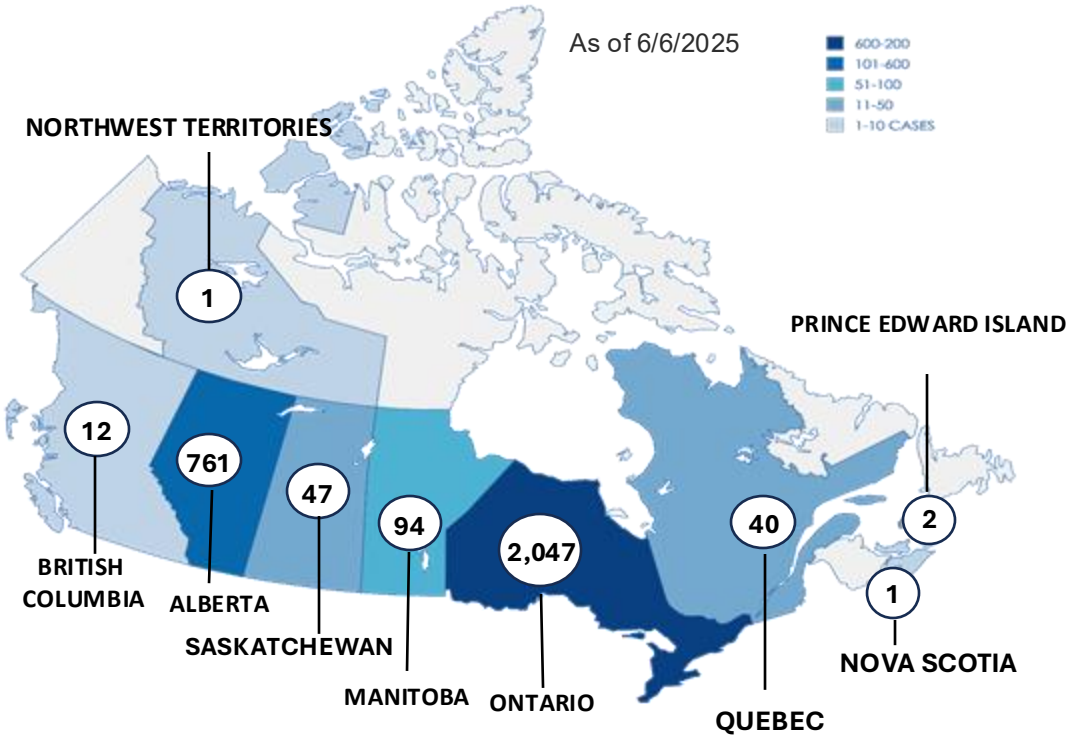 As of 6/6/2025
600-200
101-600
51-100
11-50
1-10 CASES
NORTHWEST TERRITORIES
1
PRINCE EDWARD ISLAND
12
761
47
94
2,047
40
2
1
BRITISH
COLUMBIA
ALBERTA
SASKATCHEWAN
MANITOBA
ONTARIO
QUEBEC
NOVA SCOTIA